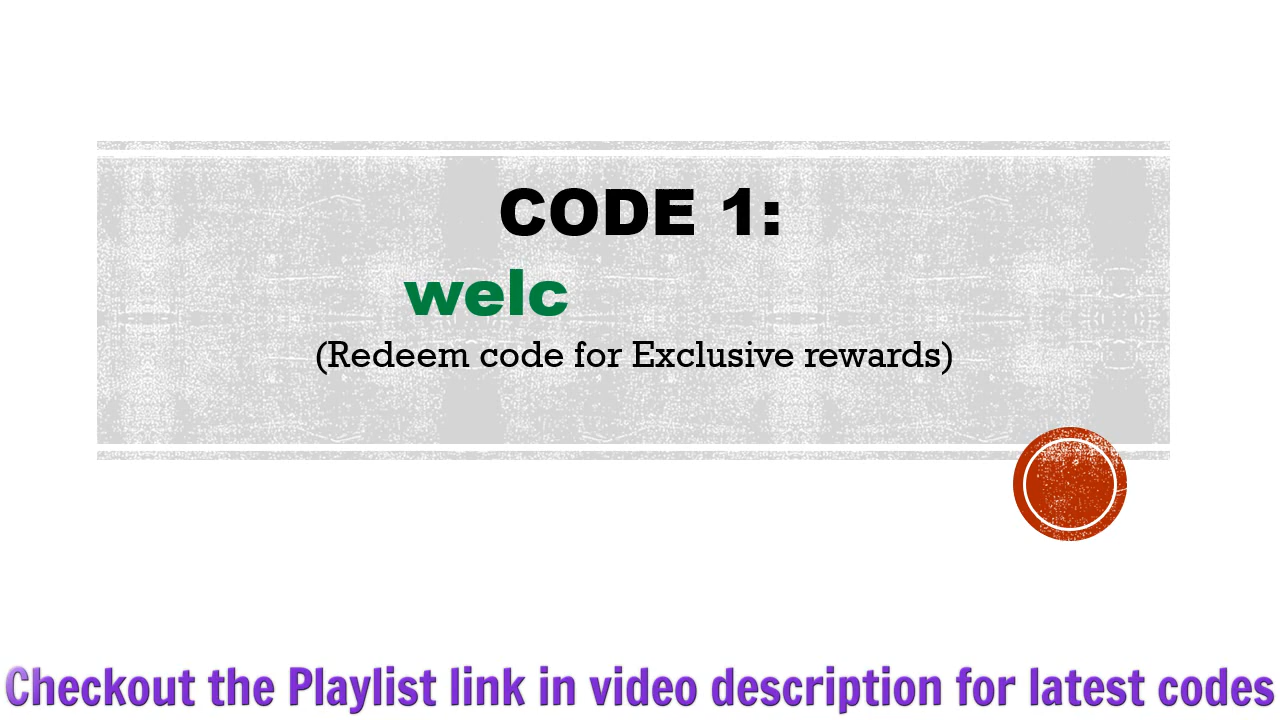 CODE 1:
welc
(Redeem code for Exclusive rewards)
Checkout the Playlist link in video description for latest codes